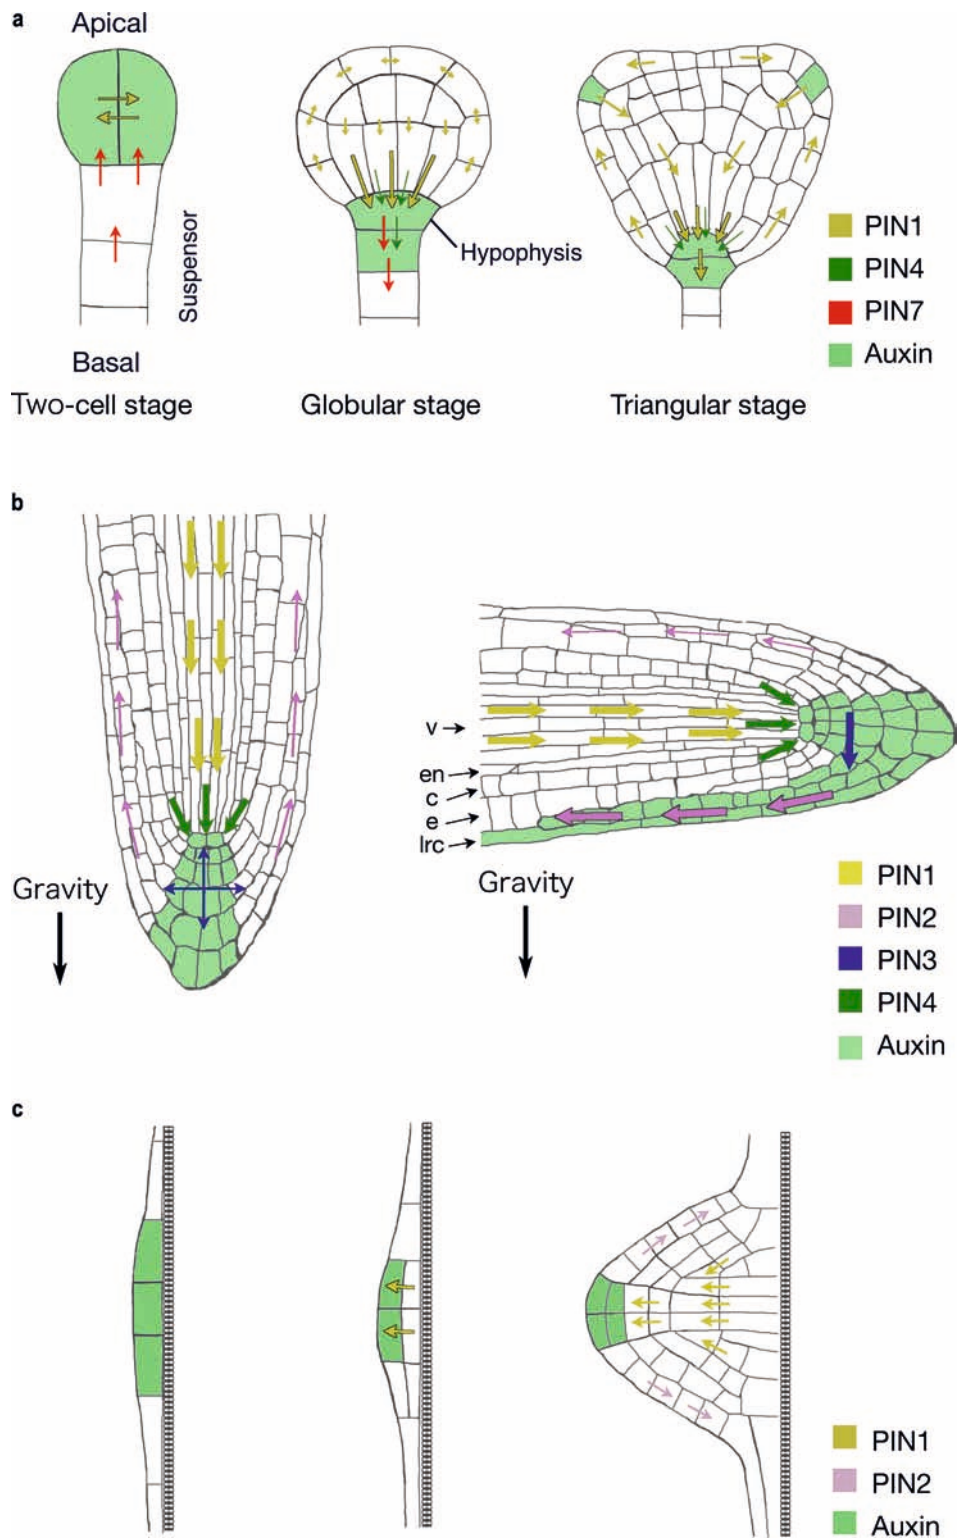 a
Apical
Suspensor
Hypophysis
Basal
PIN1
PIN4
PIN7
Auxin
Two-cell stage
Globular stage
Triangular stage
b
v
en
c
e
lrc
Gravity
Gravity
PIN1
PIN2
PIN3
PIN4
Auxin
c
PIN1
PIN2
Auxin